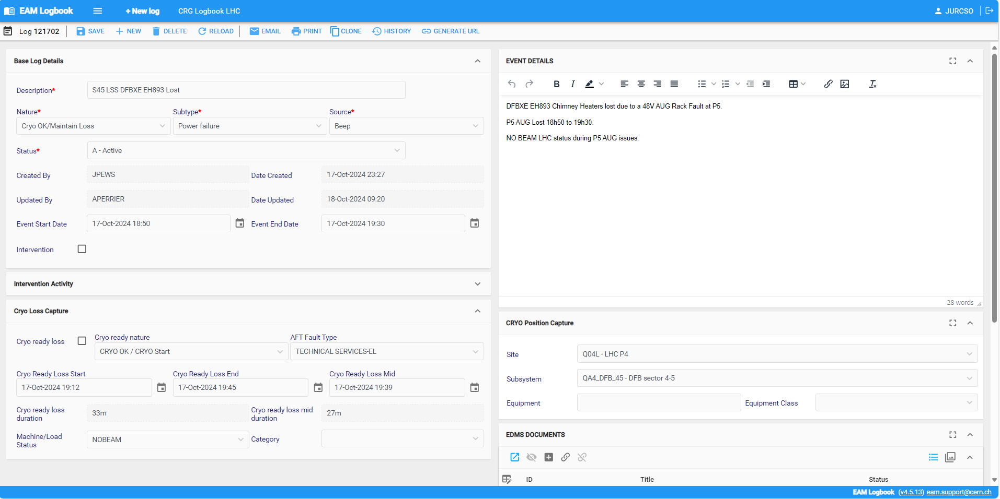 EAM Logbook
+ New log
CRG Logbook LHC
JURCSO
Log 121702
SAVE
NEW
DELETE
RELOAD
EMAIL
PRINT
CLONE
HISTORY
GENERATE URL
Base Log Details
Description*
S45 LSS DFBXE EH893 Lost
Nature*
Subtype*
Source*
Cryo OK/Maintain Loss
Power failure
Beep
Status*
A - Active
Created By
JPEWS
Date Created
17-Oct-2024 23:27
Updated By
APERRIER
Date Updated
18-Oct-2024 09:20
Event Start Date
17-Oct-2024 18:50
Event End Date
17-Oct-2024 19:30
Intervention
Intervention Activity
Cryo Loss Capture
Cryo ready loss
Cryo ready nature
CRYO OK / CRYO Start
AFT Fault Type
TECHNICAL SERVICES-EL
Cryo Ready Loss Start
Cryo Ready Loss End
Cryo Ready Loss Mid
17-Oct-2024 19:12
17-Oct-2024 19:45
17-Oct-2024 19:39
Cryo ready loss
duration
33m
Cryo ready loss mid
duration
27m
Machine/Load
Status
NOBEAM
Category
EVENT DETAILS
DFBXE EH893 Chimney Heaters lost due to a 48V AUG Rack Fault at P5.
P5 AUG Lost 18h50 to 19h30.
NO BEAM LHC status during P5 AUG issues.
28 words
CRYO Position Capture
Site
Q04L - LHC P4
Subsystem
QA4_DFB_45 - DFB sector 4-5
Equipment
Equipment Class
EDMS DOCUMENTS
ID
Title
Status
EAM Logbook (v4.5.13) eam.support@cern.ch